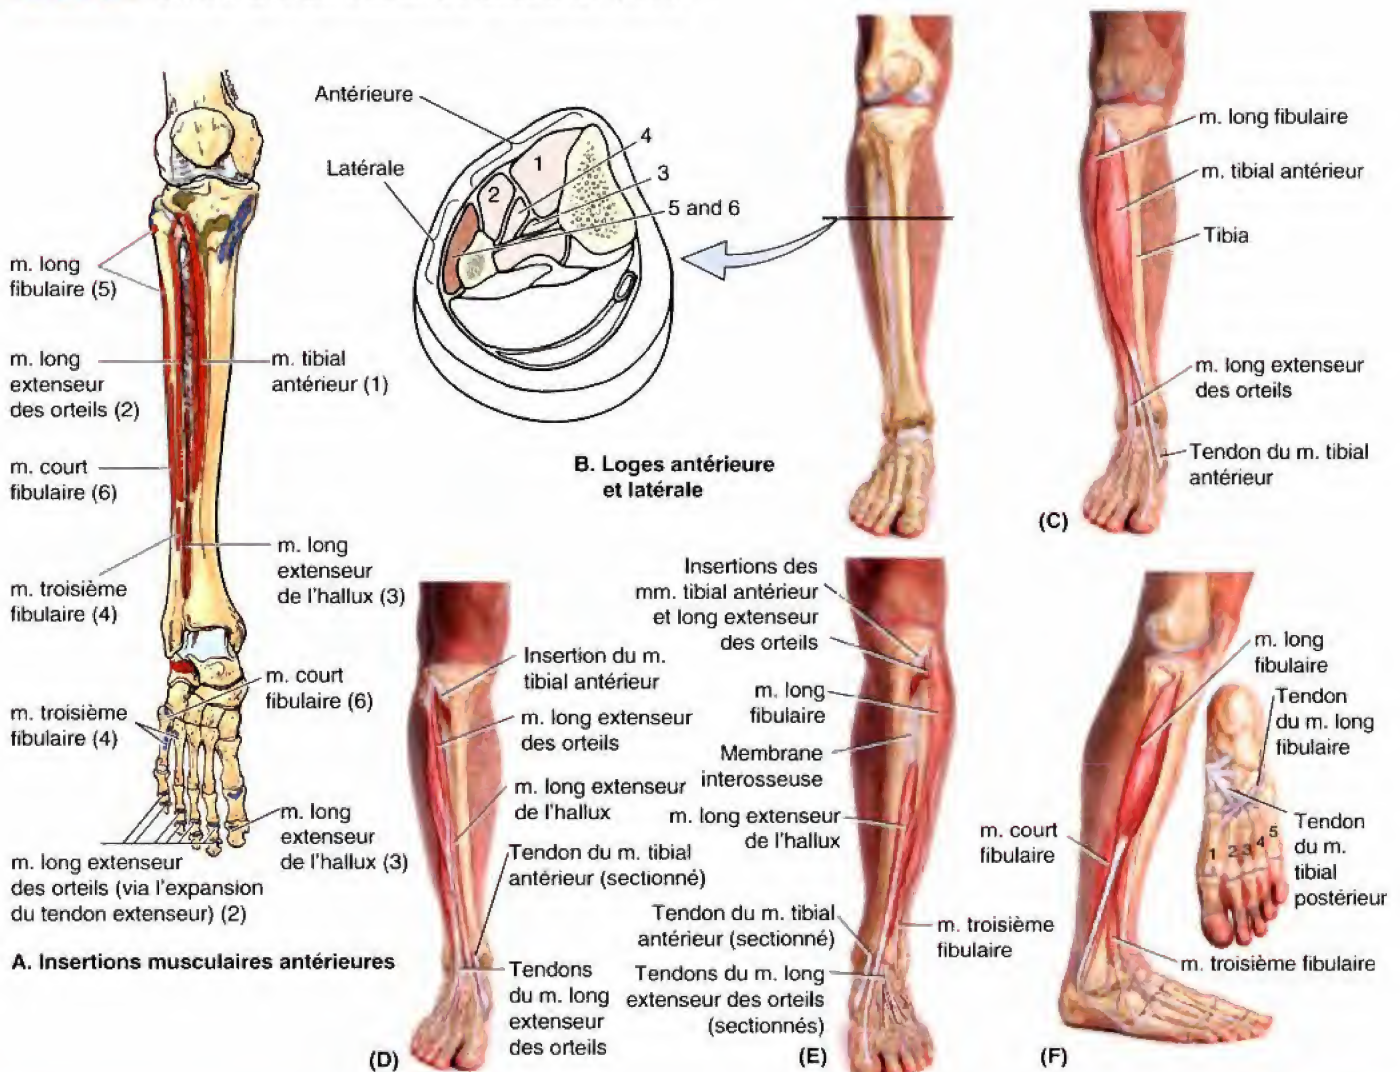 m. long
fibulaire (5)
m. long
extenseur
des orteils (2)
m. tibial
antérieur (1)
m. court
fibulaire (6)
m. troisième
fibulaire (4)
m. long
extenseur
de l'hallux (3)
m. court
fibulaire (6)
m. troisième
fibulaire (4)
m. long
extenseur
de l'hallux (3)
m. long extenseur
des orteils (via l'expansion
du tendon extenseur) (2)
A. Insertions musculaires antérieures
Antérieure
Latérale
1
2
4
3
5 and 6
B. Loges antérieure
et latérale
m. long fibulaire
m. tibial antérieur
Tibia
m. long extenseur
des orteils
Tendon du m. tibial
antérieur
(C)
Insertion du m.
tibial antérieur
m. long extenseur
des orteils
m. long extenseur
de l'hallux
Tendon du m. tibial
antérieur (sectionné)
Tendons
du m. long
extenseur
des orteils
(D)
Insertions des
mm. tibial antérieur
et long extenseur
des orteils
m. long
fibulaire
Membrane
interosseuse
m. long extenseur
de l'hallux
m. troisième
fibulaire
Tendon du m. tibial
antérieur (sectionné)
Tendons du m. long
extenseur des orteils
(sectionnés)
(E)
m. long
fibulaire
Tendon
du m. long
fibulaire
m. court
fibulaire
1 2 3 4 5
Tendon
du m.
tibial
postérieur
m. troisième fibulaire
(F)